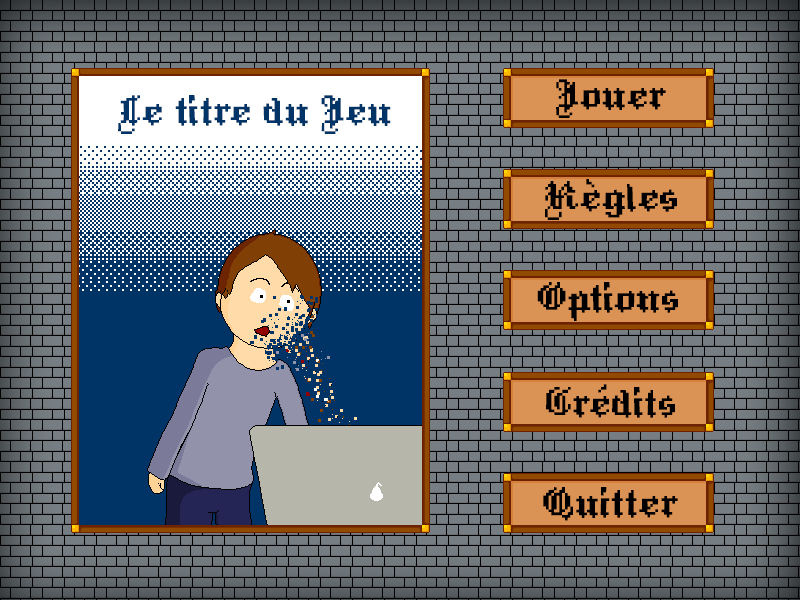 Le titre du Jeu
Jouer
Règles
Options
Crédits
Quitter